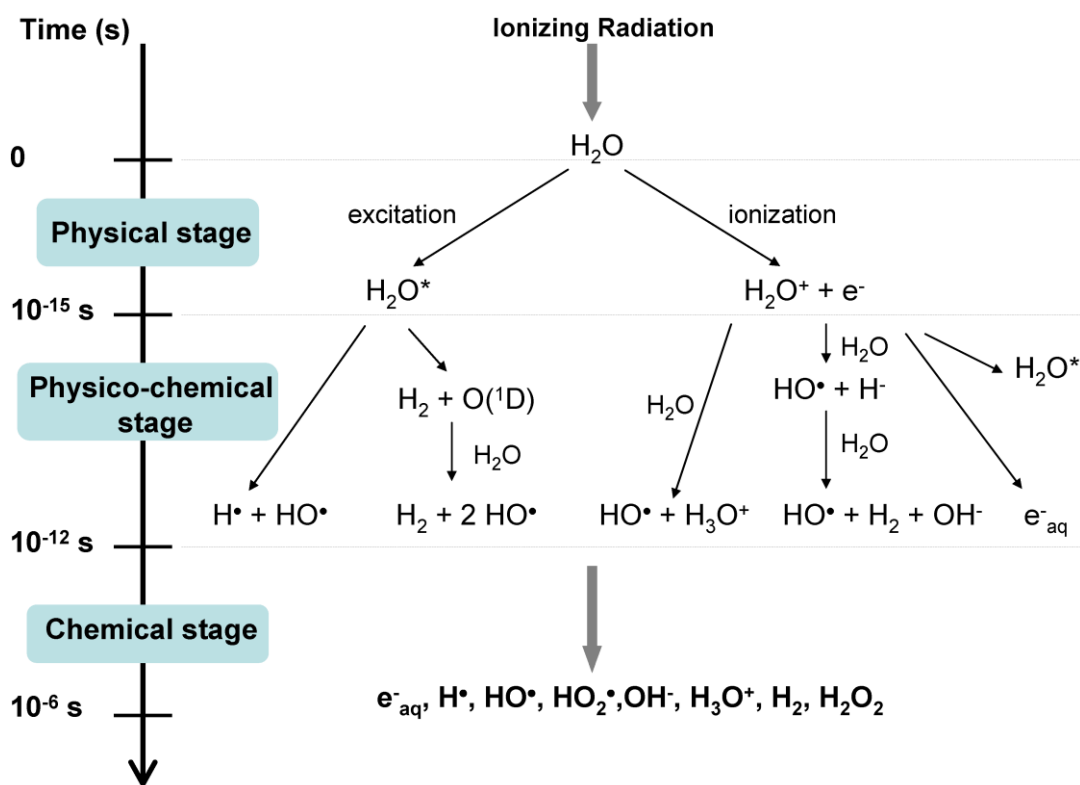 Time (s)
Ionizing Radiation
0
H₂O
excitation
ionization
Physical stage
H₂O*
H₂O⁺ + e⁻
10⁻¹⁵ s
H₂O
H₂O*
Physico-chemical
stage
H₂ + O(¹D)
H₂O
HO• + H⁻
H₂O
H₂O
H• + HO•
H₂ + 2 HO•
HO• + H₃O⁺
HO• + H₂ + OH⁻
e⁻aq
10⁻¹² s
Chemical stage
10⁻⁶ s
e⁻aq, H•, HO•, HO₂•,OH⁻, H₃O⁺, H₂, H₂O₂